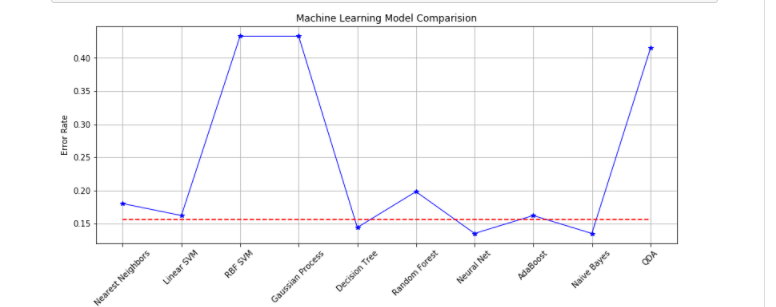 Machine Learning Model Comparision
Error Rate
0.40
0.35
0.30
0.25
0.20
0.15
Nearest Neighbors
Linear SVM
RBF SVM
Gaussian Process
Decision Tree
Random Forest
Neural Net
AdaBoost
Naive Bayes
QDA